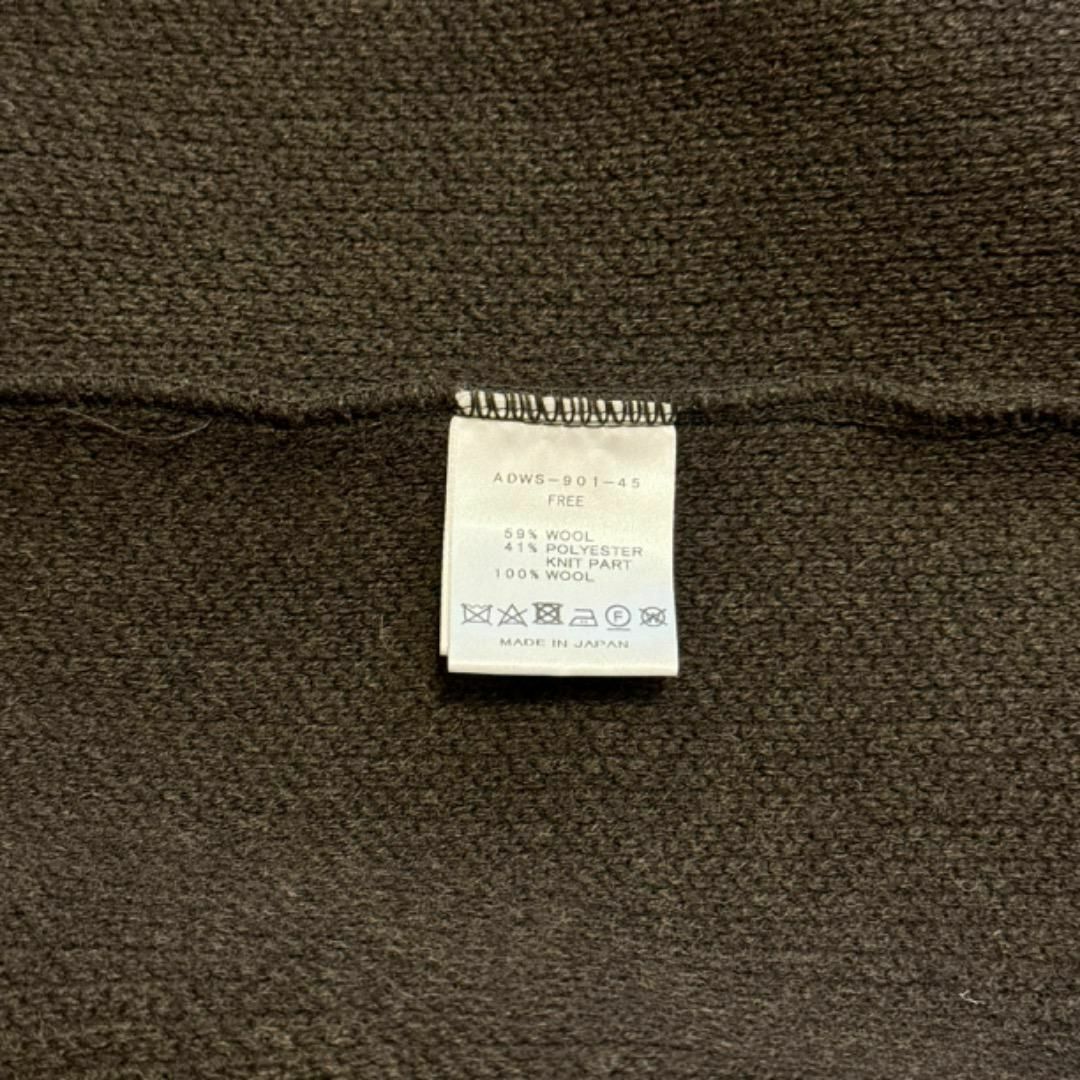 ADWS-901-45
FREE
59% WOOL
41% POLYESTER
KNIT PART
100% WOOL
F W
MADE IN JAPAN